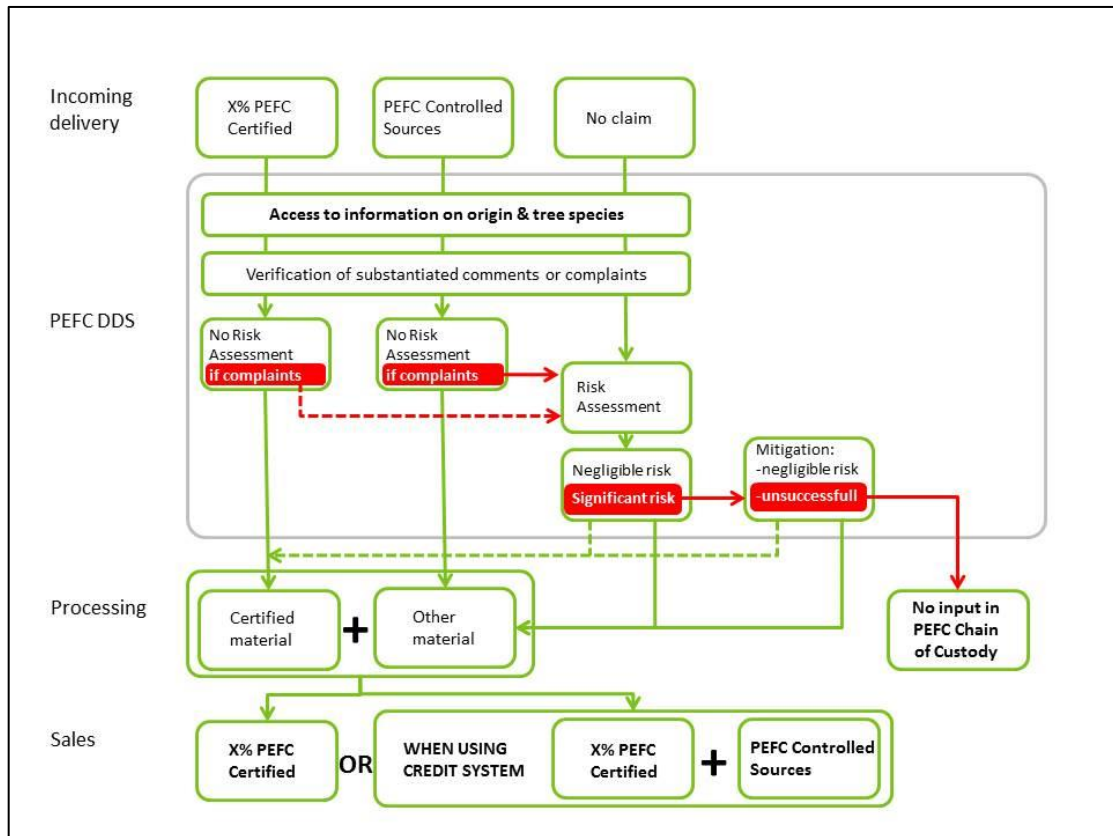 Incoming
delivery
X% PEFC
Certified
PEFC Controlled
Sources
No claim
Access to information on origin & tree species
Verification of substantiated comments or complaints
PEFC DDS
No Risk
Assessment
if complaints
No Risk
Assessment
if complaints
Risk
Assessment
Negligible risk
Significant risk
Mitigation:
-negligible risk
-unsuccessfull
Processing
Certified
material
+
Other
material
No input in
PEFC Chain
of Custody
Sales
X% PEFC
Certified
OR
WHEN USING
CREDIT SYSTEM
X% PEFC
Certified
+
PEFC Controlled
Sources